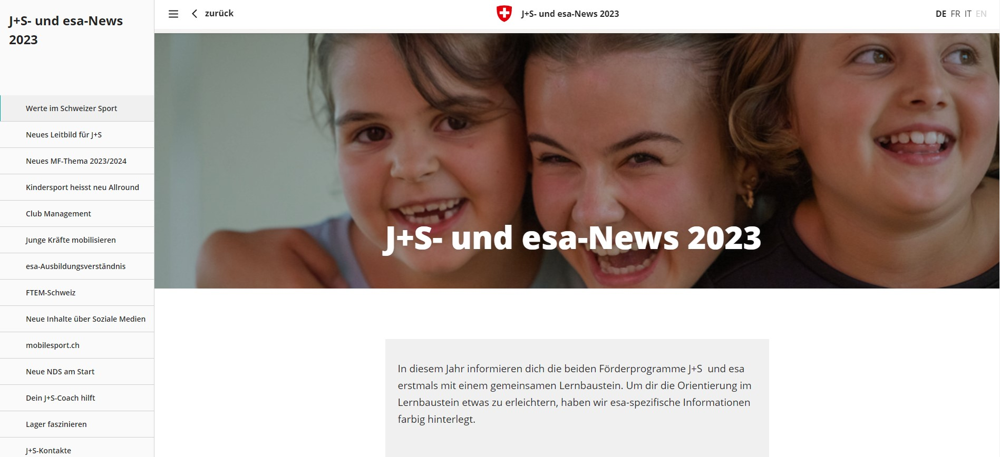 J+S- und esa-News
2023
Werte im Schweizer Sport
Neues Leitbild für J+S
Neues MF-Thema 2023/2024
Kindersport heisst neu Allround
Club Management
Junge Kräfte mobilisieren
esa-Ausbildungsverständnis
FTEM-Schweiz
Neue Inhalte über Soziale Medien
mobilesport.ch
Neue NDS am Start
Dein J+S-Coach hilft
Lager faszinieren
J+S-Kontakte
zurück
J+S- und esa-News 2023
DE FR IT EN
J+S- und esa-News 2023
In diesem Jahr informieren dich die beiden Förderprogramme J+S  und esa
erstmals mit einem gemeinsamen Lernbaustein. Um dir die Orientierung im
Lernbaustein etwas zu erleichtern, haben wir esa-spezifische Informationen
farbig hinterlegt.